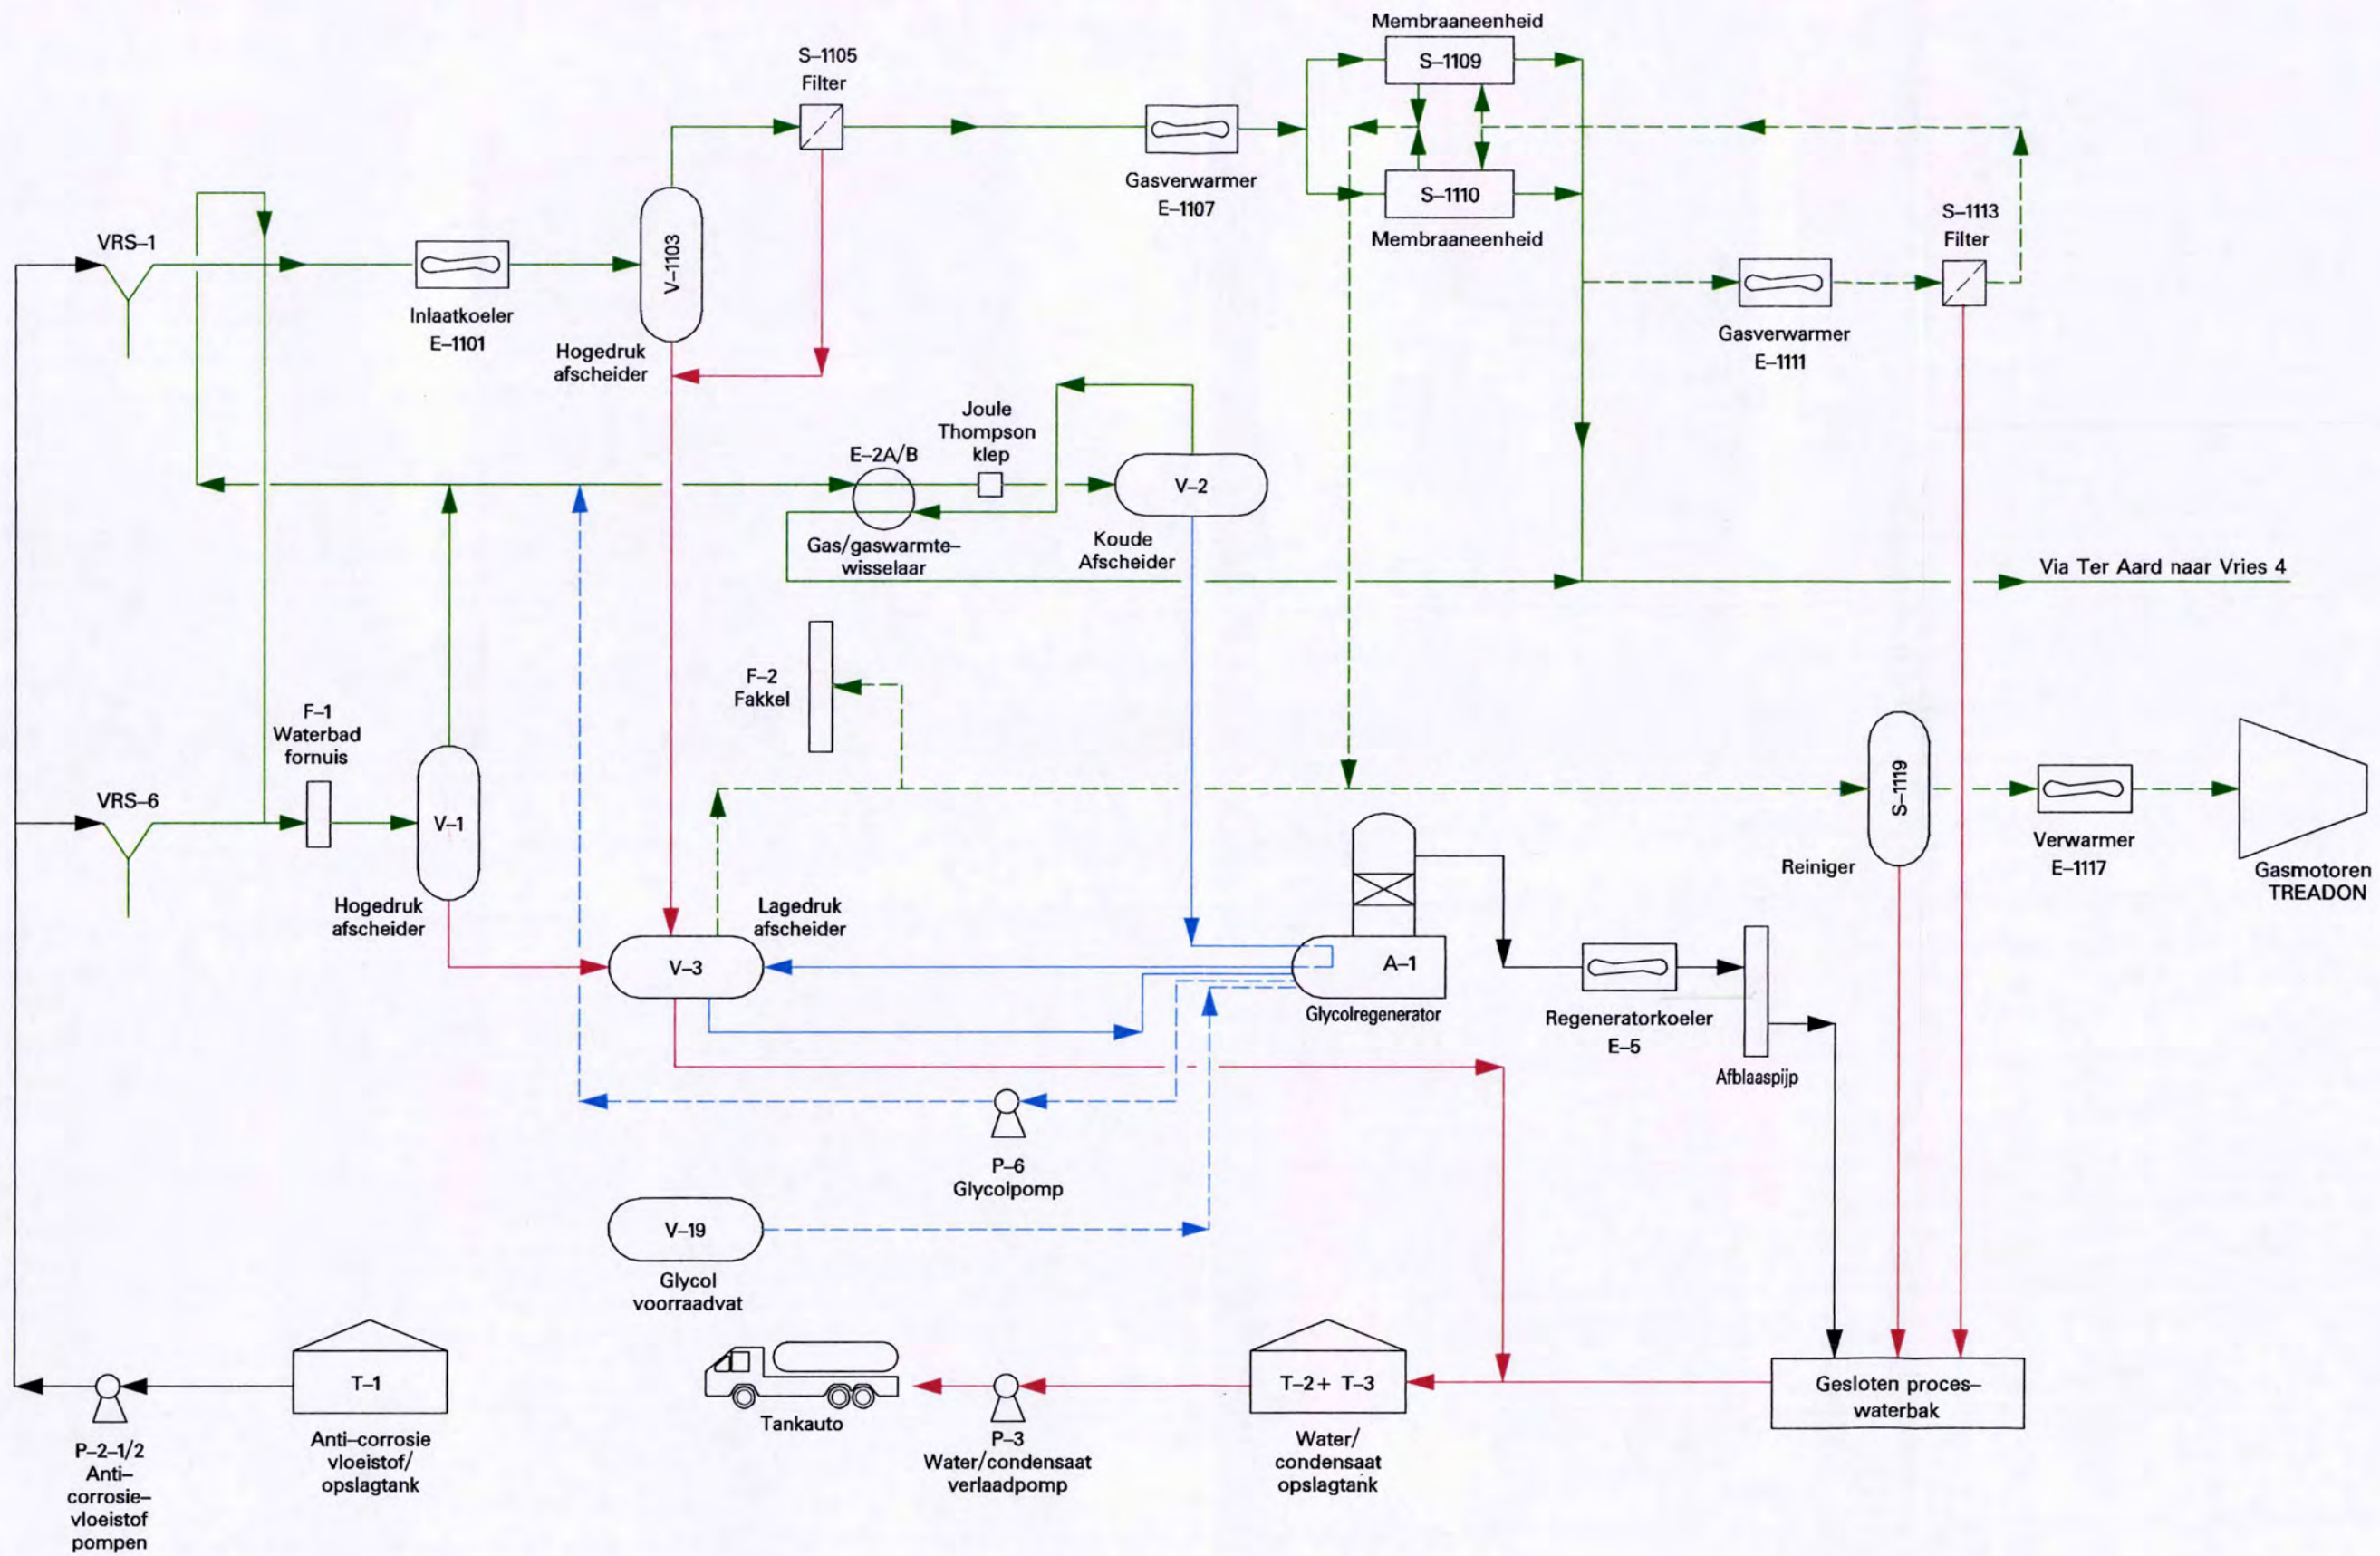 Membraaneenheid
S–1109
S–1105
Filter
Gasverwarmer
E–1107
S–1110
Membraaneenheid
S–1113
Filter
VRS–1
V–1103
Inlaatkoeler
E–1101
Hogedruk
afscheider
Gasverwarmer
E–1111
Joule
Thompson
klep
E–2A/B
V–2
Gas/gaswarmte–
wisselaar
Koude
Afscheider
Via Ter Aard naar Vries 4
F–2
Fakkel
F–1
Waterbad
fornuis
VRS–6
V–1
Hogedruk
afscheider
S–1119
Reiniger
Verwarmer
E–1117
Gasmotoren
TREADON
Lagedruk
afscheider
V–3
A–1
Glycolregenerator
Regeneratorkoeler
E–5
Afblaaspijp
P–6
Glycolpomp
V–19
Glycol
voorraadvat
T–1
Anti–corrosie
vloeistof/
opslagtank
P–2–1/2
Anti–
corrosie–
vloeistof
pompen
Tankauto
P–3
Water/condensaat
verlaadpomp
T–2+ T–3
Water/
condensaat
opslagtank
Gesloten proces–
waterbak